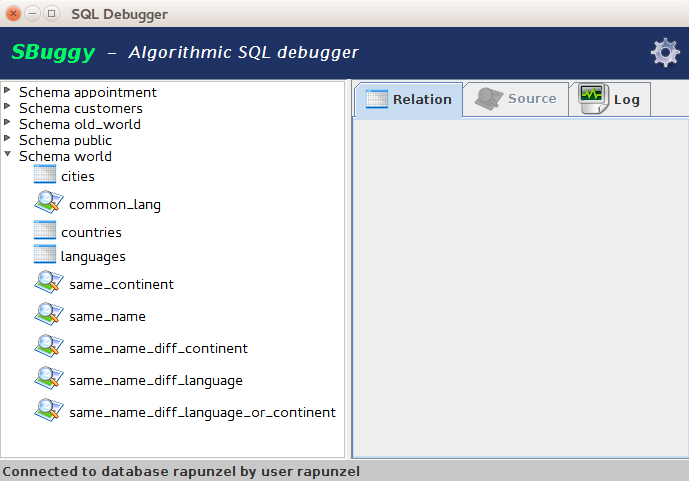 SQL Debugger
SBuggy – Algorithmic SQL debugger
Schema appointment
Schema customers
Schema old_world
Schema public
Schema world
cities
common_lang
countries
languages
same_continent
same_name
same_name_diff_continent
same_name_diff_language
same_name_diff_language_or_continent
Relation Source Log
Connected to database rapunzel by user rapunzel